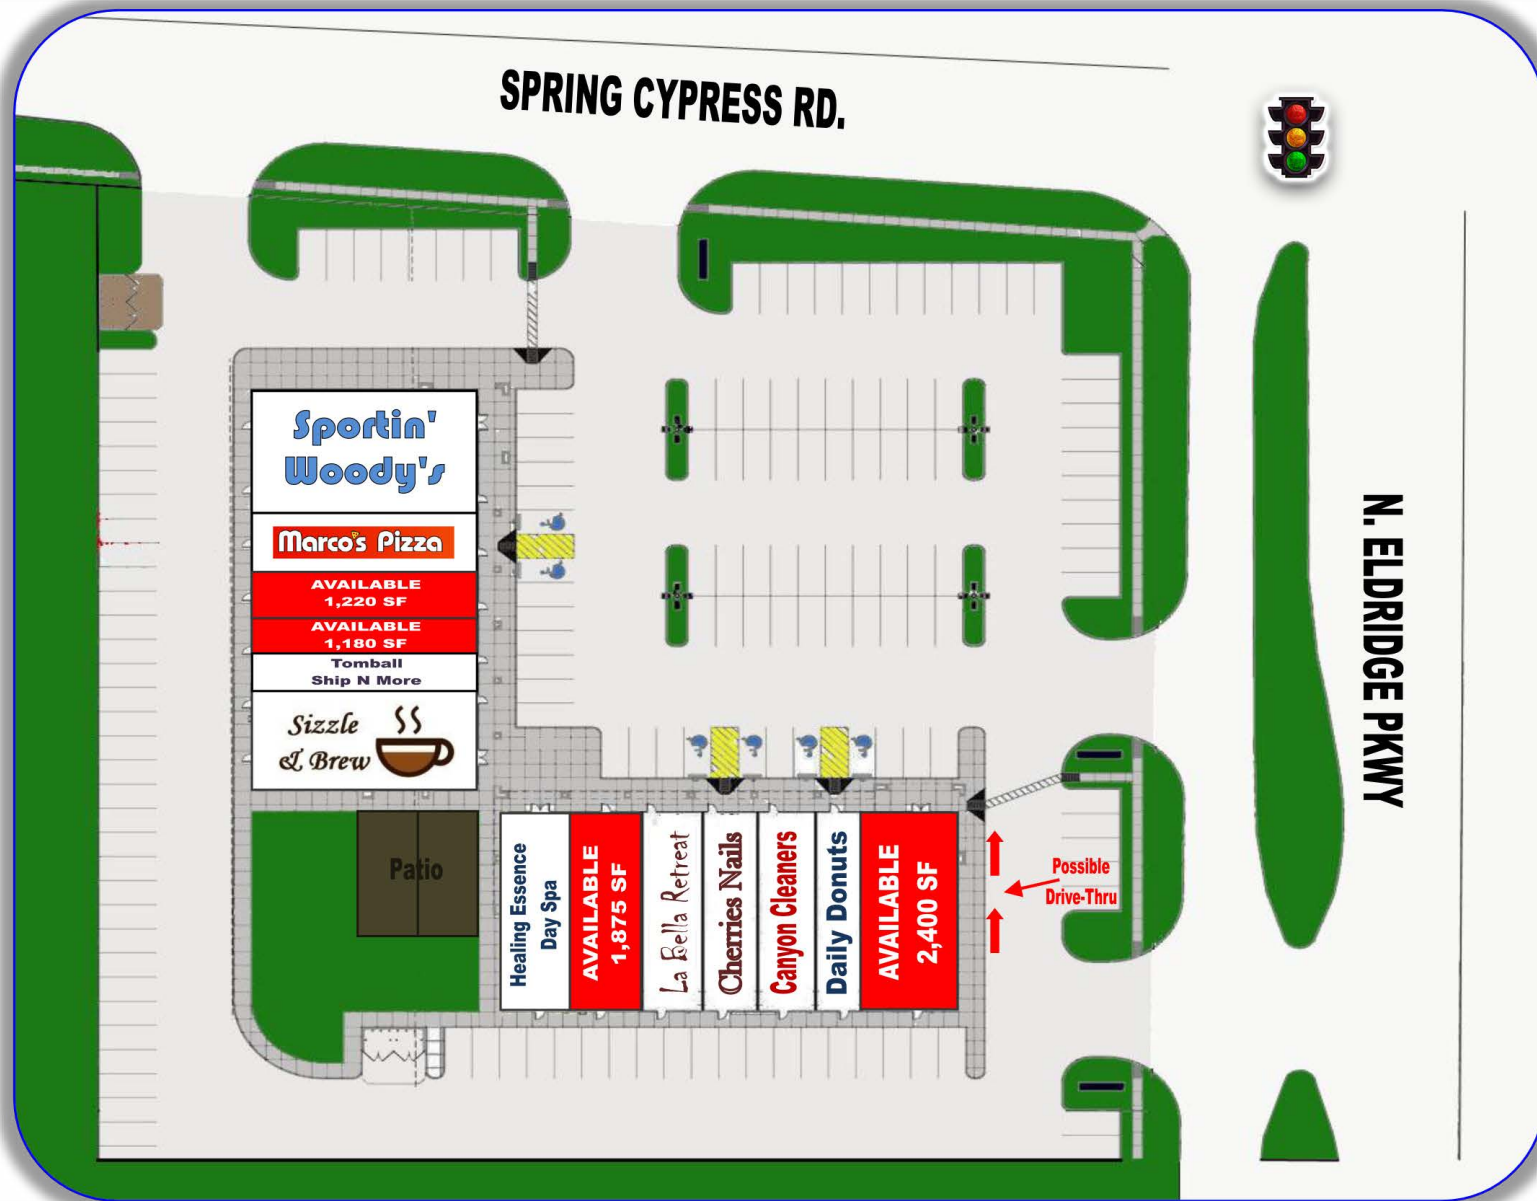 SPRING CYPRESS RD.
N. ELDRIDGE PKWY
Sportin'
Woody's
Marco's Pizza
AVAILABLE
1,220 SF
AVAILABLE
1,180 SF
Tomball
Ship N More
Sizzle
& Brew
Patio
Healing Essence
Day Spa
AVAILABLE
1,875 SF
La Bella Retreat
Cherries Nails
Canyon Cleaners
Daily Donuts
AVAILABLE
2,400 SF
Possible
Drive-Thru